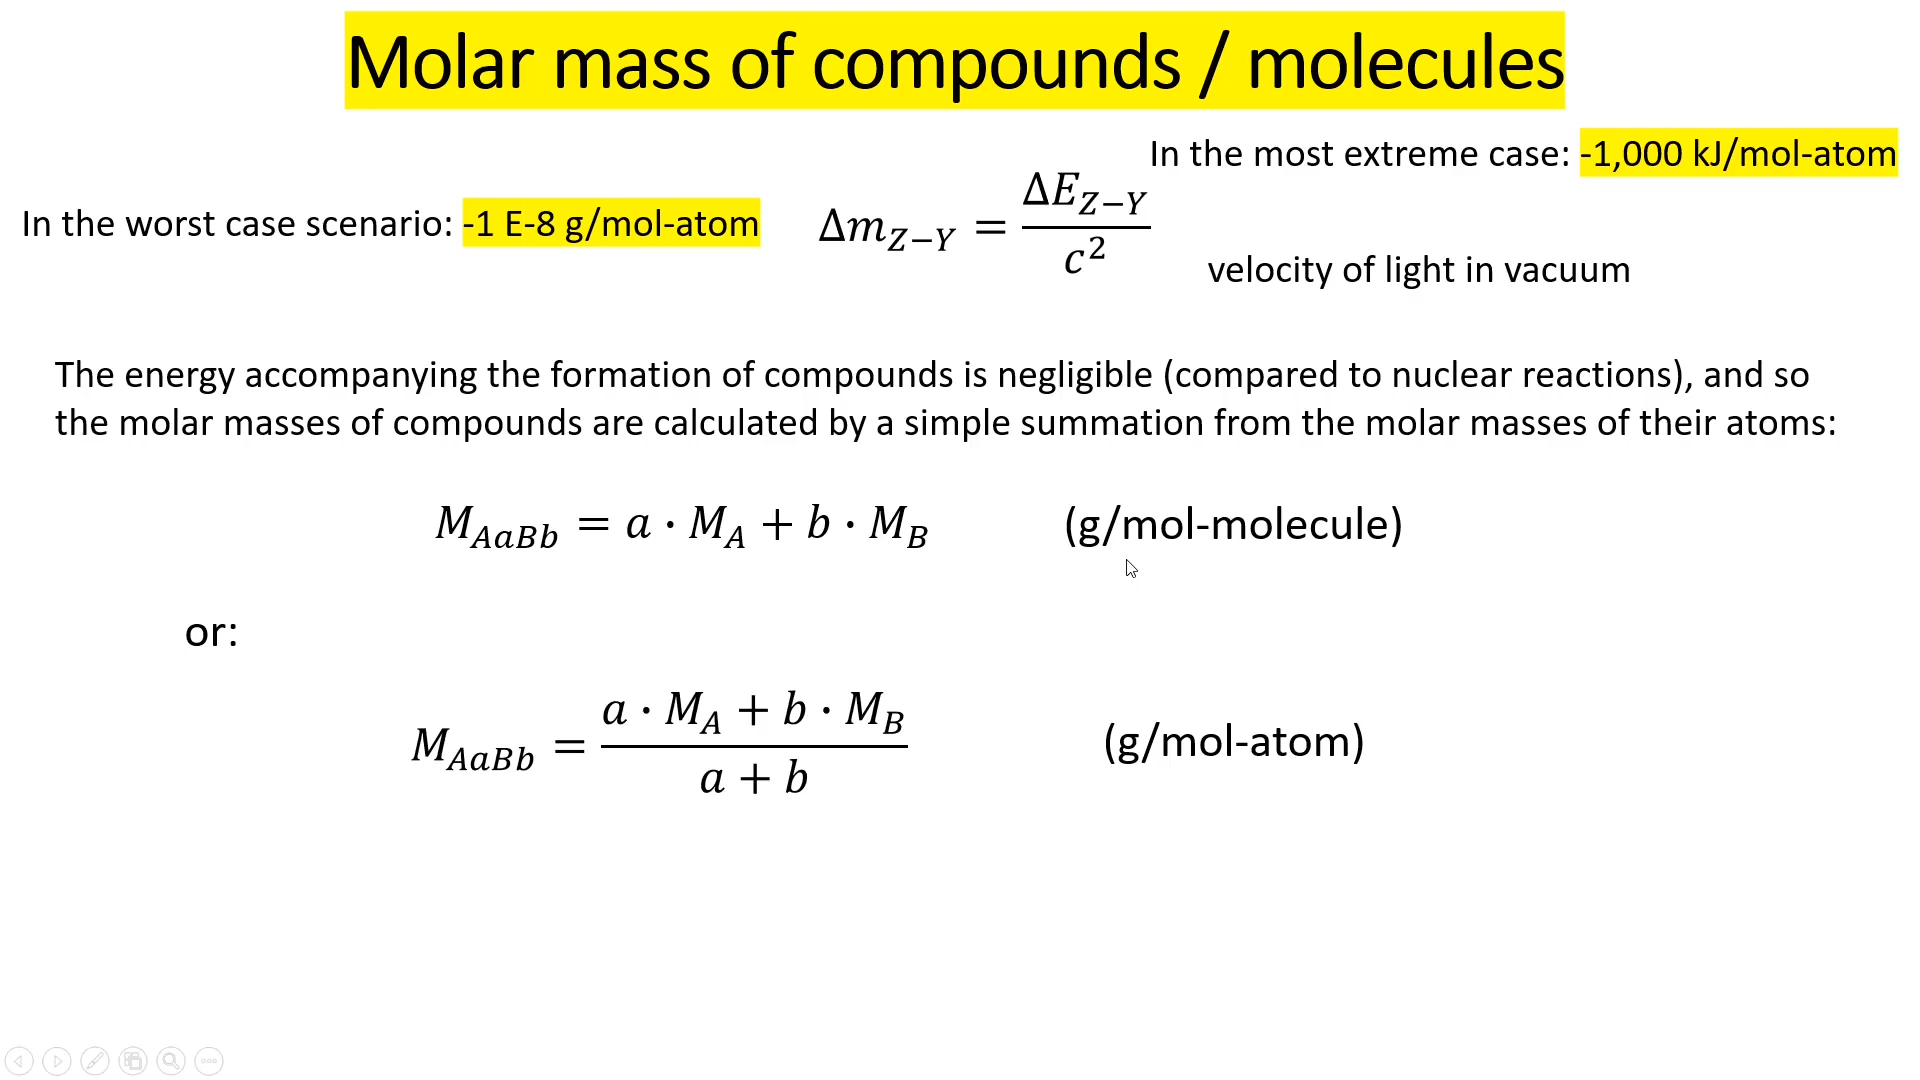 Molar mass of compounds / molecules
In the most extreme case: -1,000 kJ/mol-atom
In the worst case scenario: -1 E-8 g/mol-atom
Δm_{Z−Y} = ΔE_{Z−Y} / c²
velocity of light in vacuum
The energy accompanying the formation of compounds is negligible (compared to nuclear reactions), and so
the molar masses of compounds are calculated by a simple summation from the molar masses of their atoms:
M_{AaBb} = a · M_A + b · M_B (g/mol-molecule)
or:
M_{AaBb} = (a · M_A + b · M_B) / (a + b) (g/mol-atom)